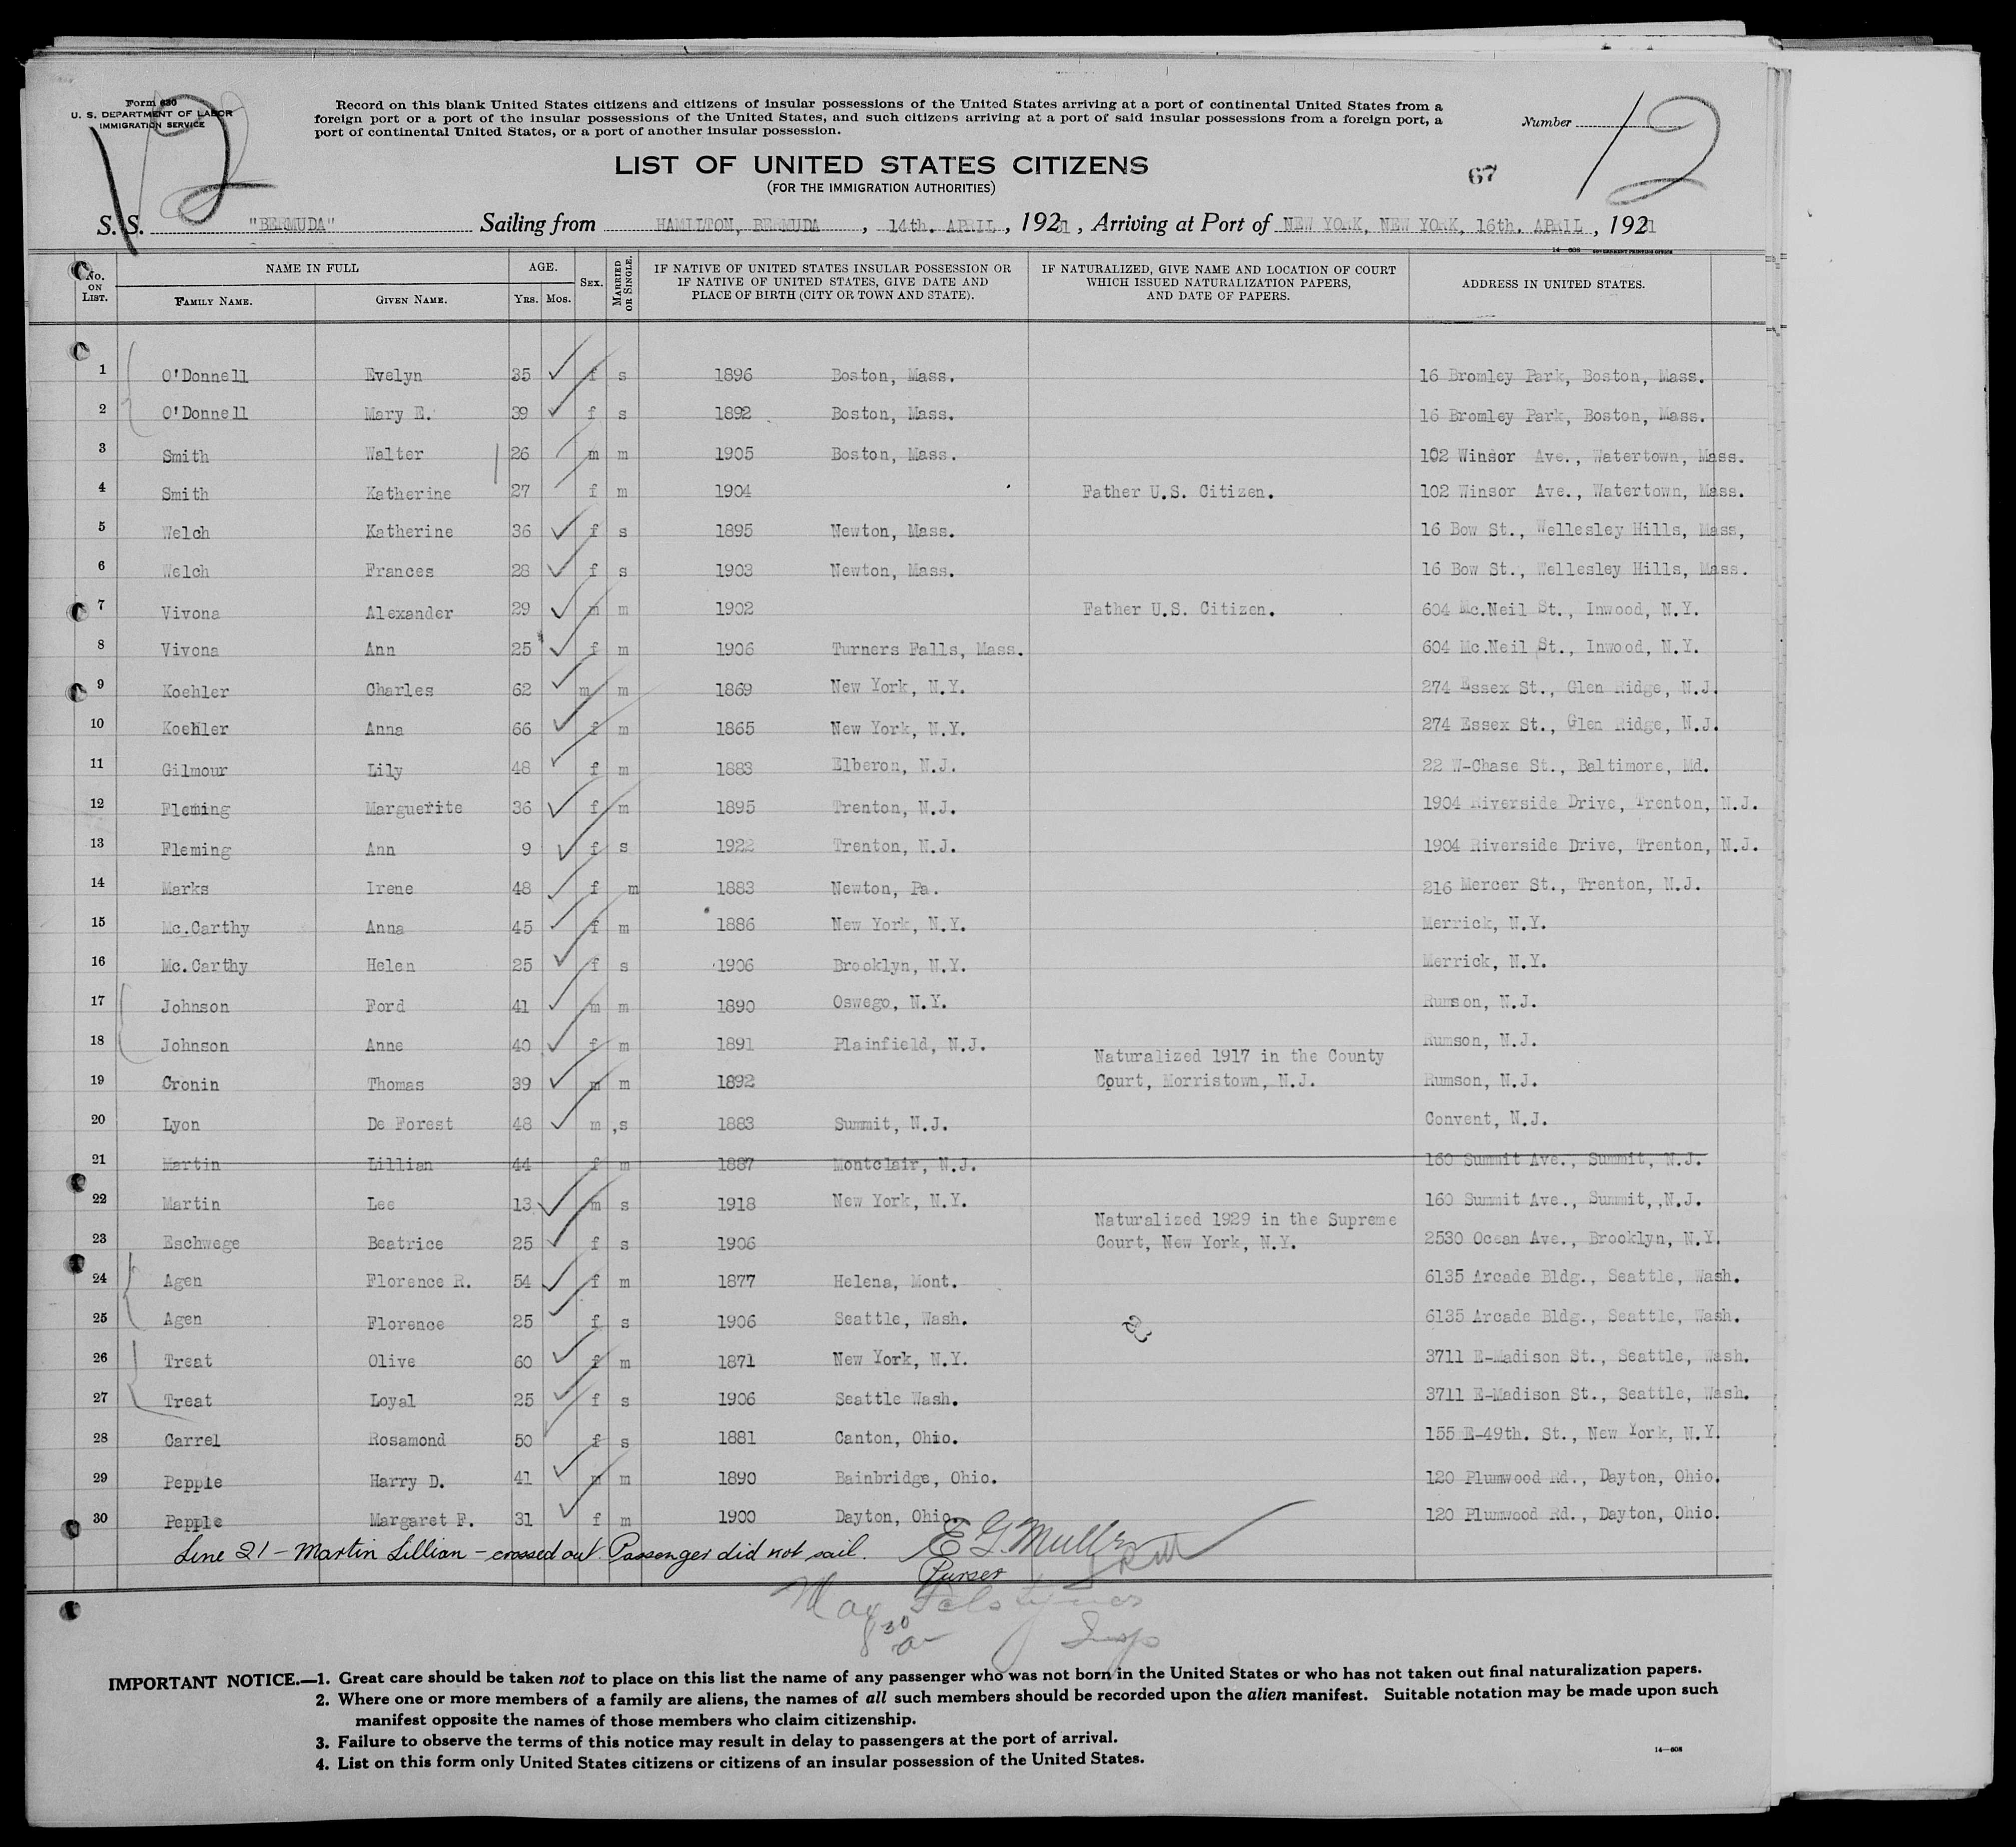 Form 630
U. S. DEPARTMENT OF LABOR
IMMIGRATION SERVICE
12
Record on this blank United States citizens and citizens of insular possessions of the United States arriving at a port of continental United States from a
foreign port or a port of the insular possessions of the United States, and such citizens arriving at a port of said insular possessions from a foreign port, a
port of continental United States, or a port of another insular possession.
Number 12
LIST OF UNITED STATES CITIZENS
(FOR THE IMMIGRATION AUTHORITIES)
67
S. S. "BERMUDA" Sailing from HAMILTON, BERMUDA , 14th. APRIL , 1931 , Arriving at Port of NEW YORK, NEW YORK, 16th. APRIL , 1931
14—608 GOVERNMENT PRINTING OFFICE
No. ON LIST. NAME IN FULL FAMILY NAME. GIVEN NAME. AGE. YRS. MOS. SEX. MARRIED OR SINGLE. IF NATIVE OF UNITED STATES INSULAR POSSESSION OR IF NATIVE OF UNITED STATES, GIVE DATE AND PLACE OF BIRTH (CITY OR TOWN AND STATE). IF NATURALIZED, GIVE NAME AND LOCATION OF COURT WHICH ISSUED NATURALIZATION PAPERS, AND DATE OF PAPERS. ADDRESS IN UNITED STATES.
1 O'Donnell Evelyn 35 f s 1896 Boston, Mass. 16 Bromley Park, Boston, Mass.
2 O'Donnell Mary E. 39 f s 1892 Boston, Mass. 16 Bromley Park, Boston, Mass.
3 Smith Walter 26 m m 1905 Boston, Mass. 102 Winsor Ave., Watertown, Mass.
4 Smith Katherine 27 f m 1904 Father U.S. Citizen. 102 Winsor Ave., Watertown, Mass.
5 Welch Katherine 36 f s 1895 Newton, Mass. 16 Bow St., Wellesley Hills, Mass,
6 Welch Frances 28 f s 1903 Newton, Mass. 16 Bow St., Wellesley Hills, Mass.
7 Vivona Alexander 29 m m 1902 Father U.S. Citizen. 604 Mc.Neil St., Inwood, N.Y.
8 Vivona Ann 25 f m 1906 Turners Falls, Mass. 604 Mc.Neil St., Inwood, N.Y.
9 Koehler Charles 62 m m 1869 New York, N.Y. 274 Essex St., Glen Ridge, N.J.
10 Koehler Anna 66 f m 1865 New York, N.Y. 274 Essex St., Glen Ridge, N.J.
11 Gilmour Lily 48 f m 1883 Elberon, N.J. 22 W-Chase St., Baltimore, Md.
12 Fleming Marguerite 36 f m 1895 Trenton, N.J. 1904 Riverside Drive, Trenton, N.J.
13 Fleming Ann 9 f s 1922 Trenton, N.J. 1904 Riverside Drive, Trenton, N.J.
14 Marks Irene 48 f m 1883 Newton, Pa. 216 Mercer St., Trenton, N.J.
15 Mc.Carthy Anna 45 f m 1886 New York, N.Y. Merrick, N.Y.
16 Mc.Carthy Helen 25 f s 1906 Brooklyn, N.Y. Merrick, N.Y.
17 Johnson Ford 41 m m 1890 Oswego, N.Y. Rumson, N.J.
18 Johnson Anne 40 f m 1891 Plainfield, N.J. Rumson, N.J.
Naturalized 1917 in the County
19 Cronin Thomas 39 m m 1892 Court, Morristown, N.J. Rumson, N.J.
20 Lyon De Forest 48 m s 1883 Summit, N.J. Convent, N.J.
21 Martin Lillian 44 f m 1887 Montclair, N.J. 160 Summit Ave., Summit, N.J.
22 Martin Lee 13 m s 1918 New York, N.Y. 160 Summit Ave., Summit, N.J.
Naturalized 1929 in the Supreme
23 Eschwege Beatrice 25 f s 1906 Court, New York, N.Y. 2530 Ocean Ave., Brooklyn, N.Y.
24 Agen Florence R. 54 f m 1877 Helena, Mont. 6135 Arcade Bldg., Seattle, Wash.
25 Agen Florence 25 f s 1906 Seattle, Wash. 6135 Arcade Bldg., Seattle, Wash.
26 Treat Olive 60 f m 1871 New York, N.Y. 3711 E-Madison St., Seattle, Wash.
27 Treat Loyal 25 f s 1906 Seattle Wash. 3711 E-Madison St., Seattle, Wash.
28 Carrel Rosamond 50 f s 1881 Canton, Ohio. 155 E-49th. St., New York, N.Y.
29 Pepple Harry D. 41 m m 1890 Bainbridge, Ohio. 120 Plumwood Rd., Dayton, Ohio.
30 Pepple Margaret F. 31 f m 1900 Dayton, Ohio. 120 Plumwood Rd., Dayton, Ohio.
Line 21 - Martin Lillian - crossed out. Passenger did not sail. E G. Muller
Purser
Max
8 30 a Insp
IMPORTANT NOTICE.—1. Great care should be taken not to place on this list the name of any passenger who was not born in the United States or who has not taken out final naturalization papers.
2. Where one or more members of a family are aliens, the names of all such members should be recorded upon the alien manifest. Suitable notation may be made upon such
manifest opposite the names of those members who claim citizenship.
3. Failure to observe the terms of this notice may result in delay to passengers at the port of arrival.
4. List on this form only United States citizens or citizens of an insular possession of the United States.
14—608